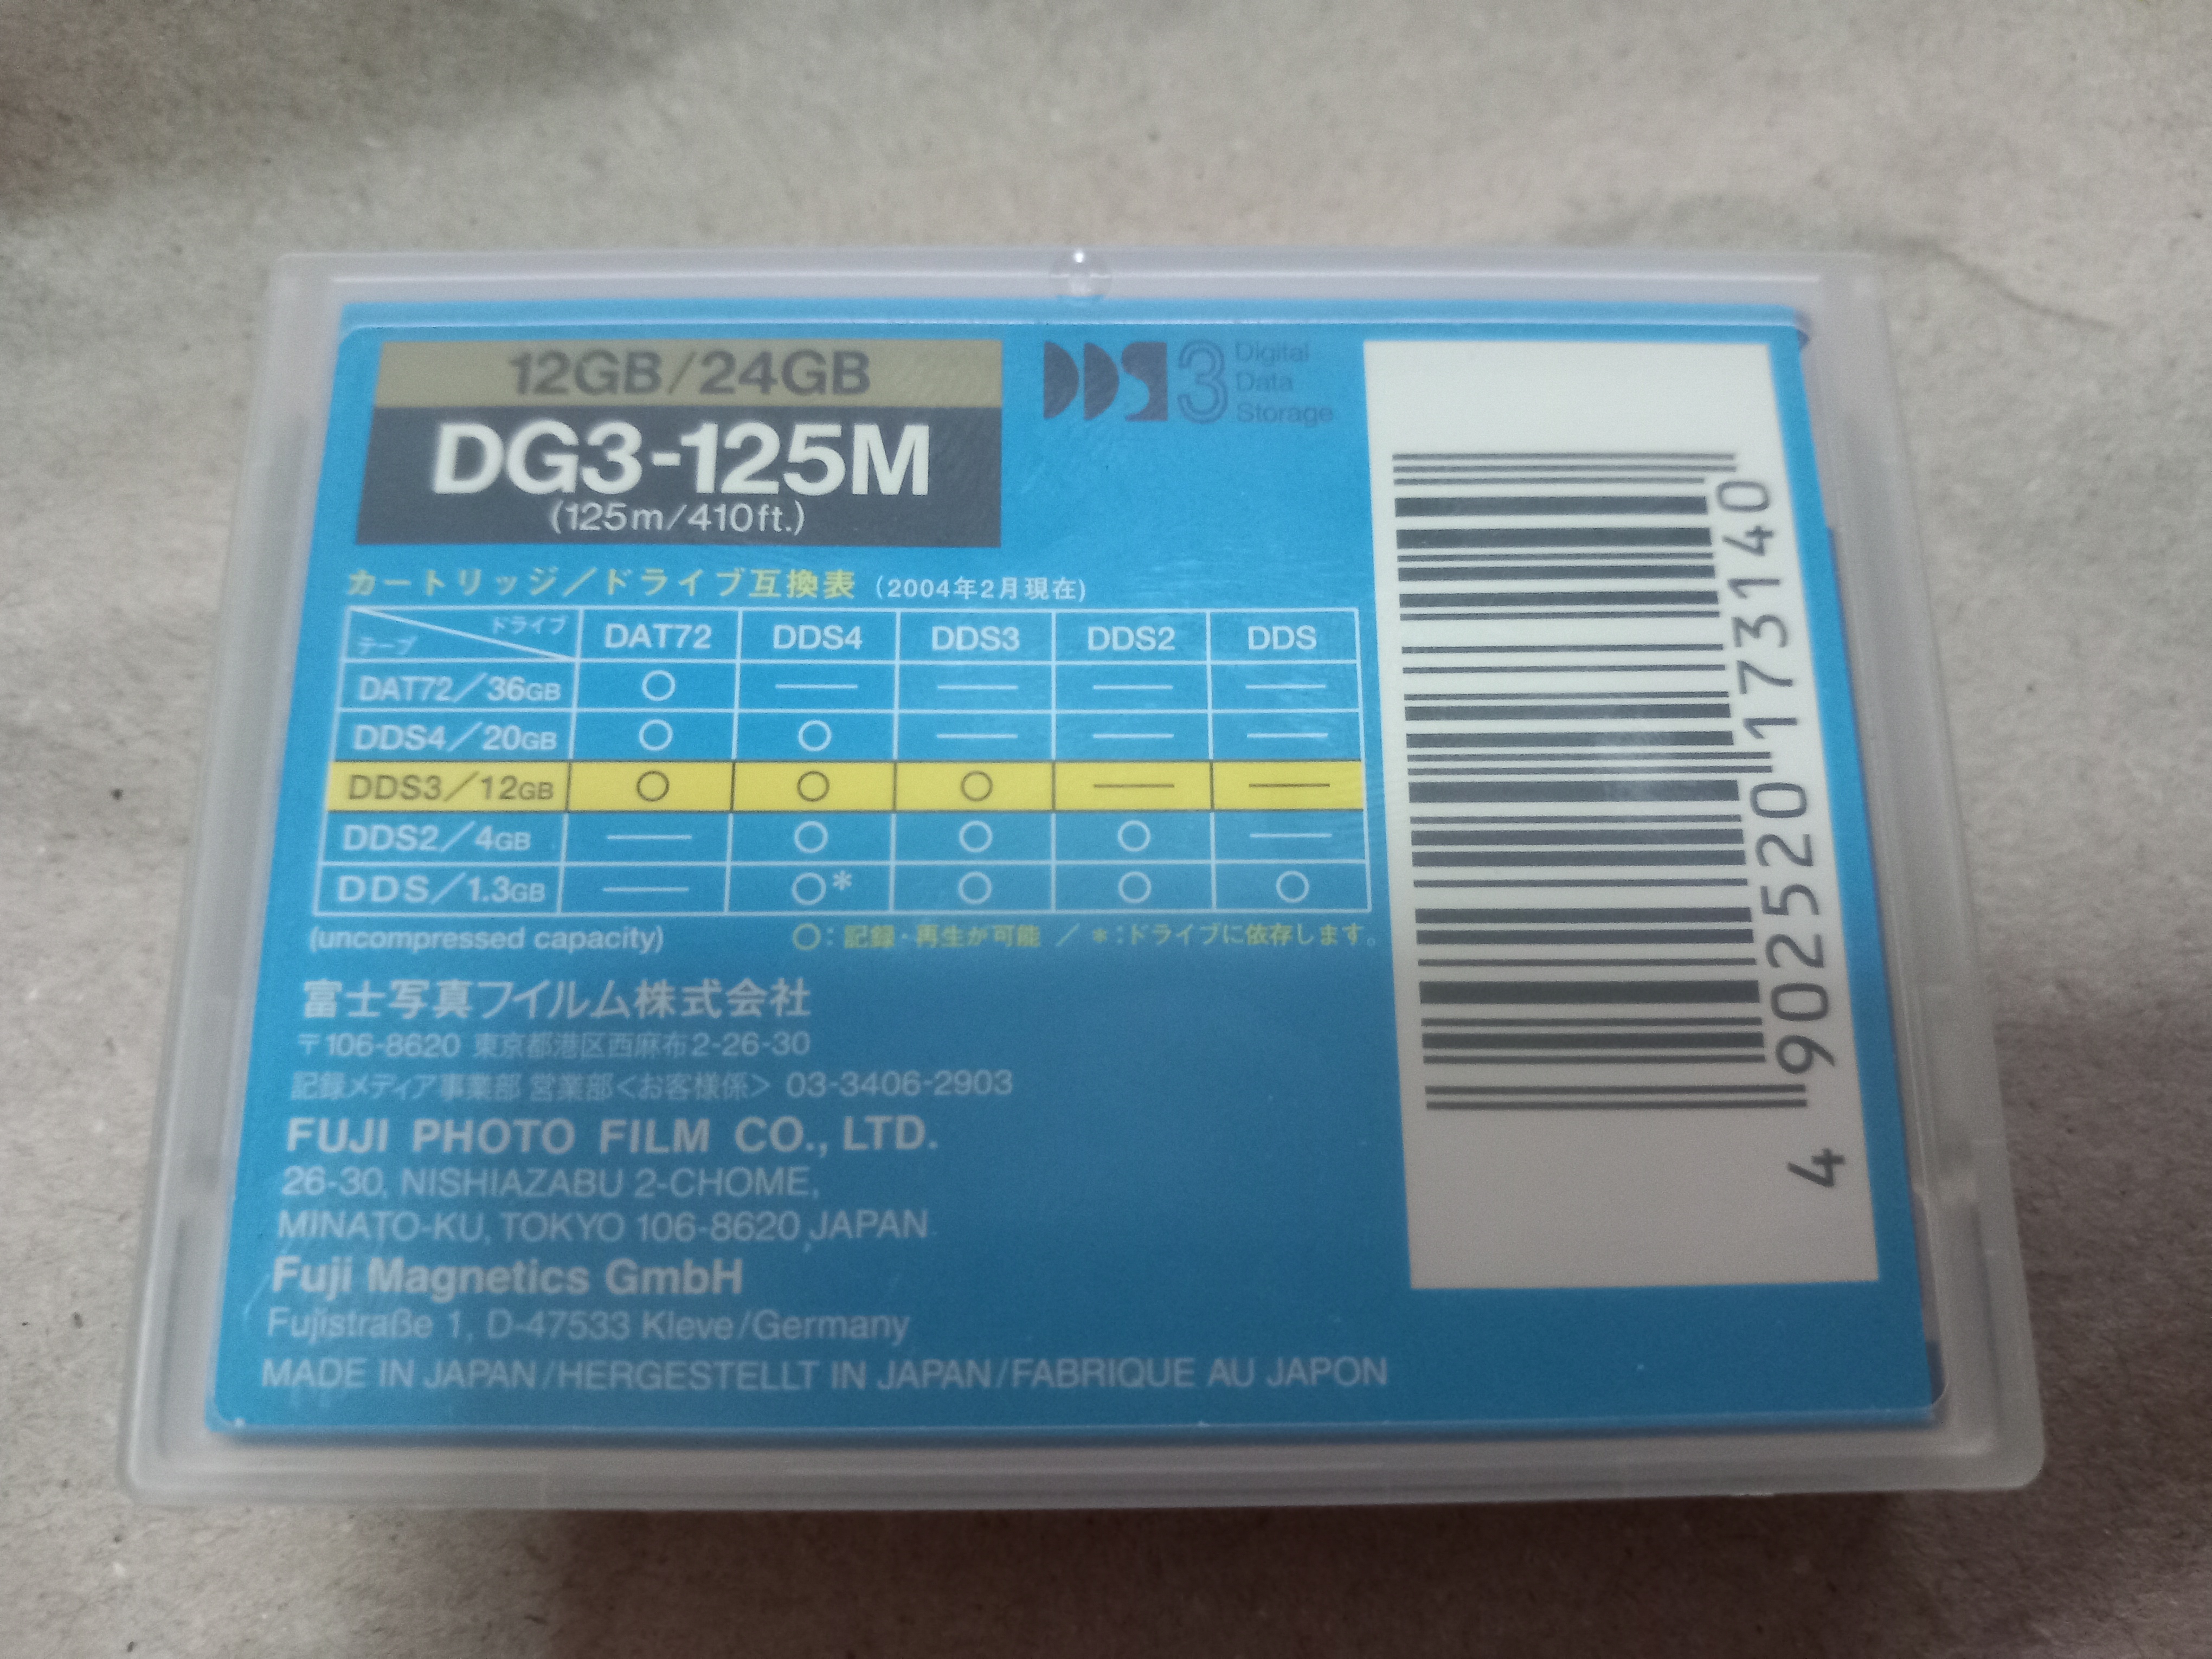 12GB/24GB
DG3-125M
(125m/410ft.)
DDS3 Digital
Data
Storage
カートリッジ／ドライブ互換表 (2004年2月現在)
ドライブ
テープ
DAT72 DDS4 DDS3 DDS2 DDS
DAT72／36GB ○ — — — —
DDS4／20GB ○ ○ — — —
DDS3／12GB ○ ○ ○ — —
DDS2／4GB — ○ ○ ○ —
DDS／1.3GB — ○* ○ ○ ○
(uncompressed capacity) ○：記録・再生が可能 ／ *：ドライブに依存します。
富士写真フイルム株式会社
〒106-8620 東京都港区西麻布2-26-30
記録メディア事業部 営業部<お客様係> 03-3406-2903
FUJI PHOTO FILM CO., LTD.
26-30, NISHIAZABU 2-CHOME,
MINATO-KU, TOKYO 106-8620, JAPAN
Fuji Magnetics GmbH
Fujistraße 1, D-47533 Kleve/Germany
MADE IN JAPAN/HERGESTELLT IN JAPAN/FABRIQUE AU JAPON
4 902520 173140